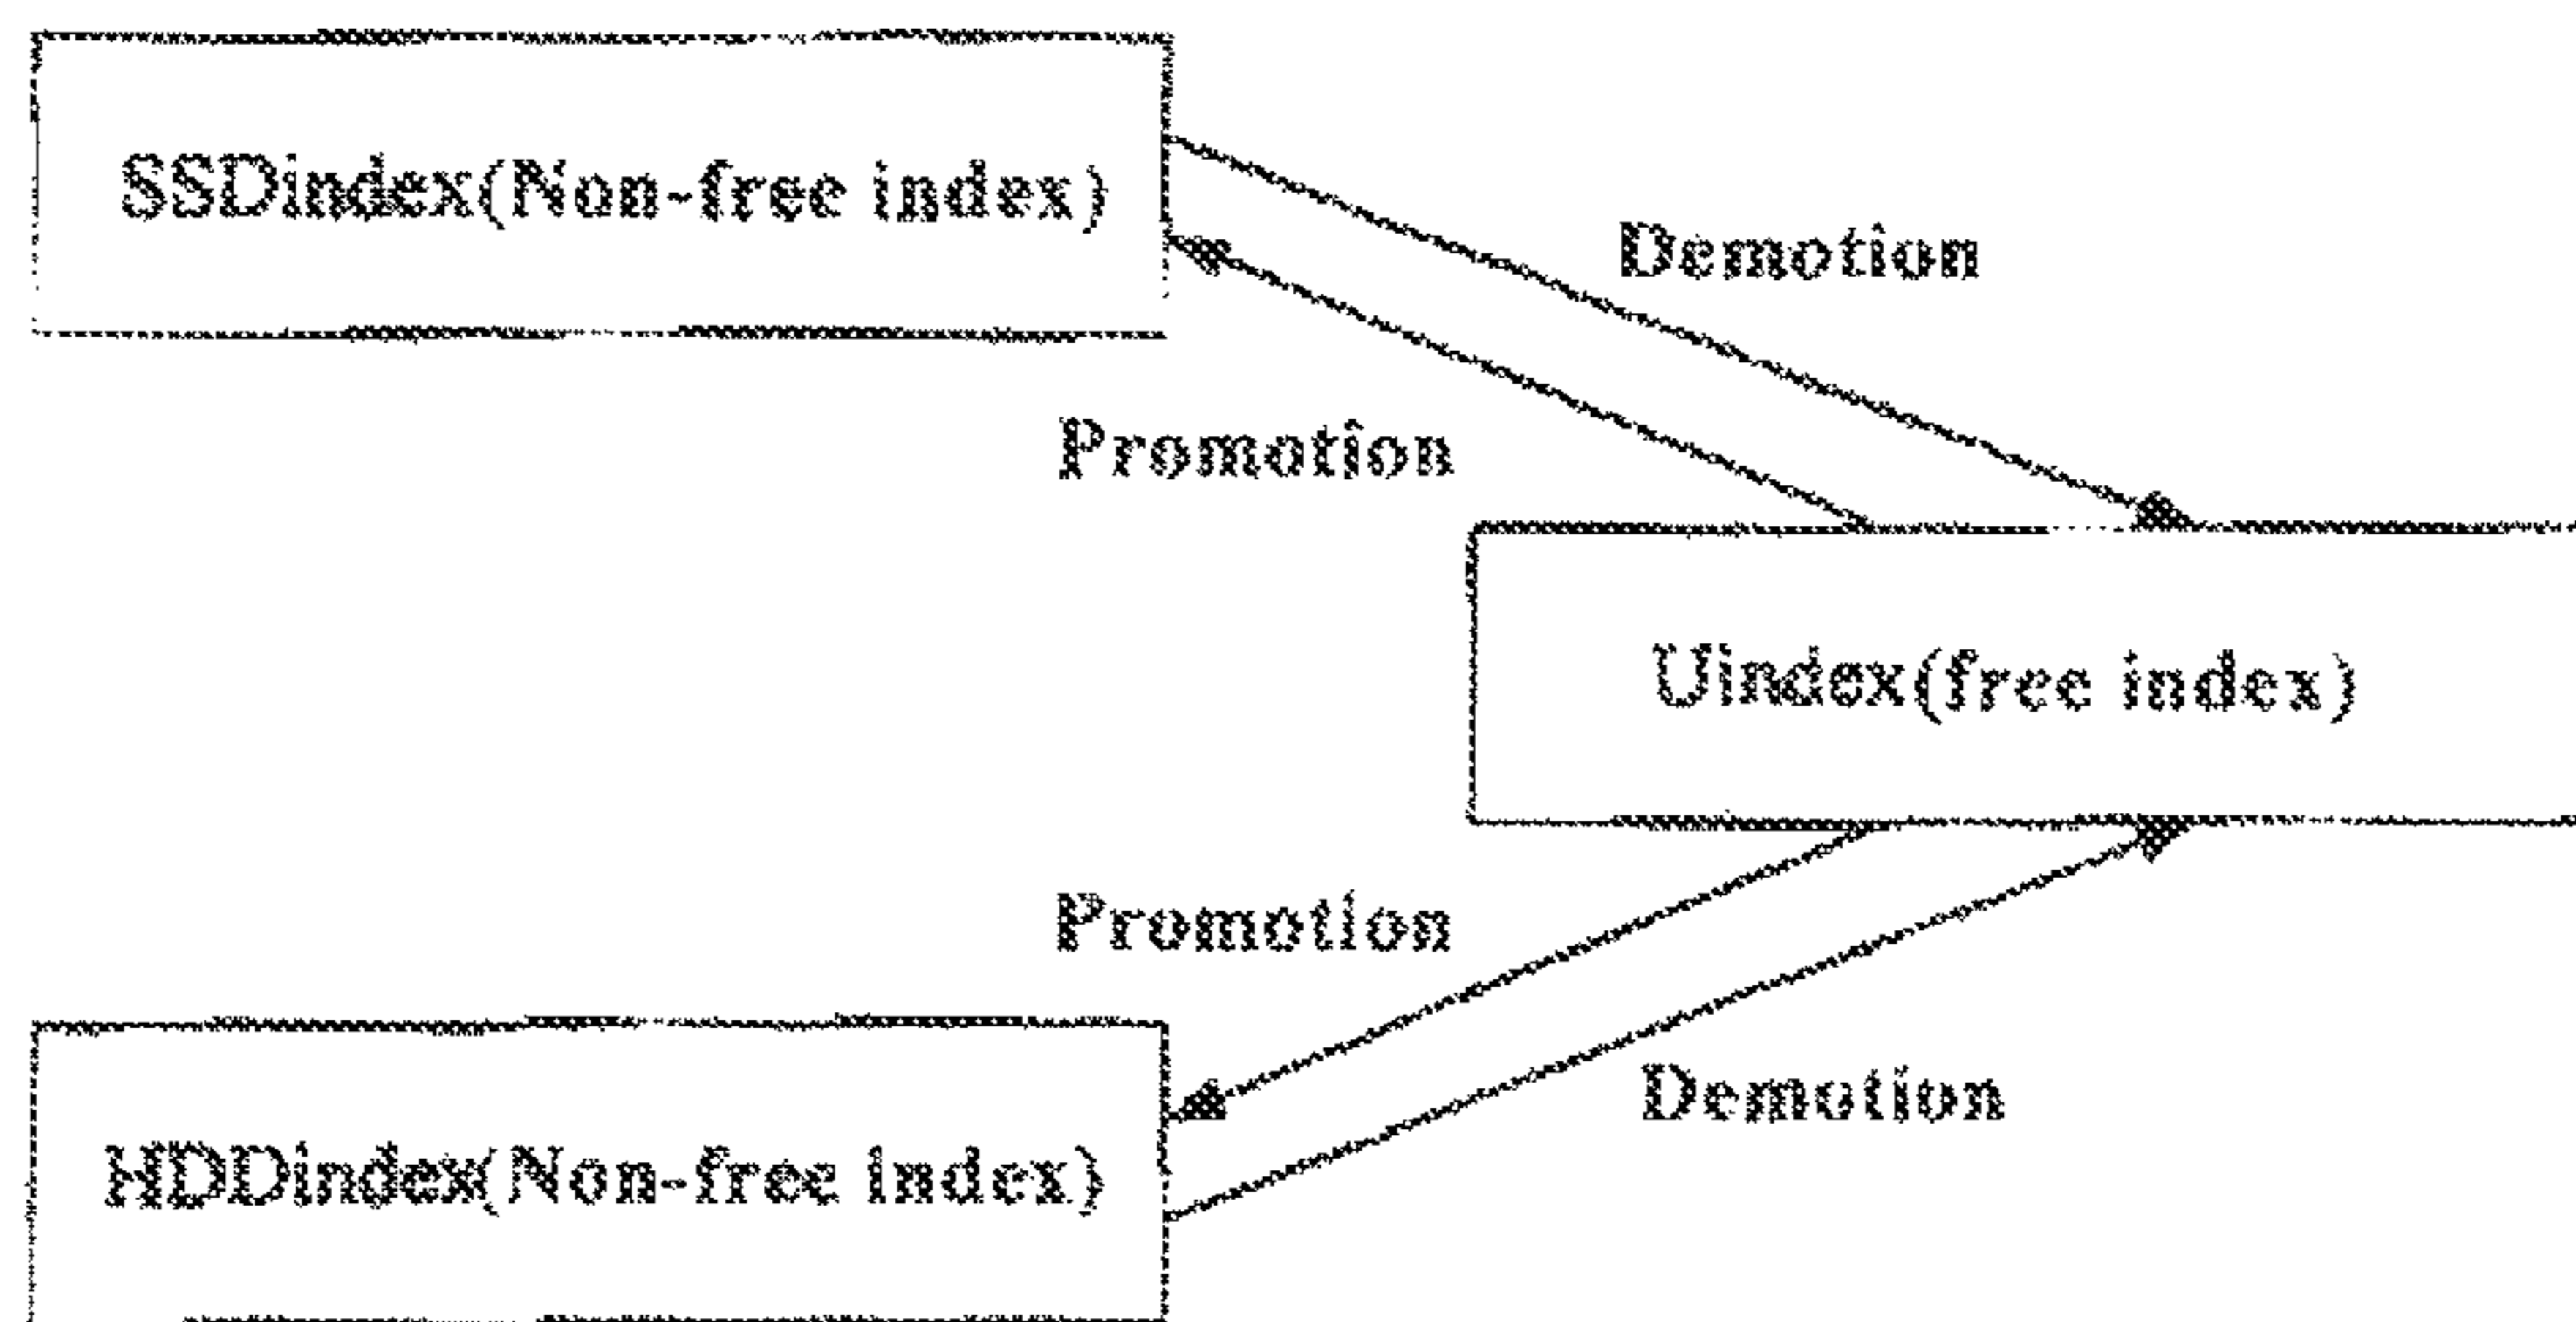 SSDindex(Non-free index)
Demotion
Promotion
Uindex(free index)
Promotion
Demotion
HDDindex(Non-free index)